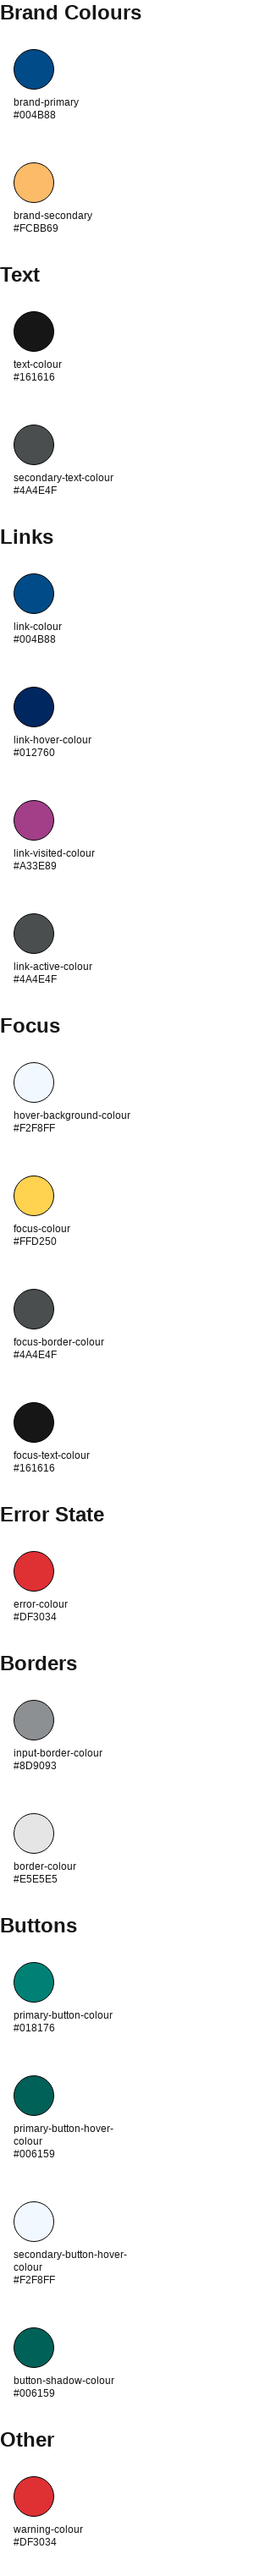 Brand Colours
brand-primary
#004B88
brand-secondary
#FCBB69
Text
text-colour
#161616
secondary-text-colour
#4A4E4F
Links
link-colour
#004B88
link-hover-colour
#012760
link-visited-colour
#A33E89
link-active-colour
#4A4E4F
Focus
hover-background-colour
#F2F8FF
focus-colour
#FFD250
focus-border-colour
#4A4E4F
focus-text-colour
#161616
Error State
error-colour
#DF3034
Borders
input-border-colour
#8D9093
border-colour
#E5E5E5
Buttons
primary-button-colour
#018176
primary-button-hover-
colour
#006159
secondary-button-hover-
colour
#F2F8FF
button-shadow-colour
#006159
Other
warning-colour
#DF3034